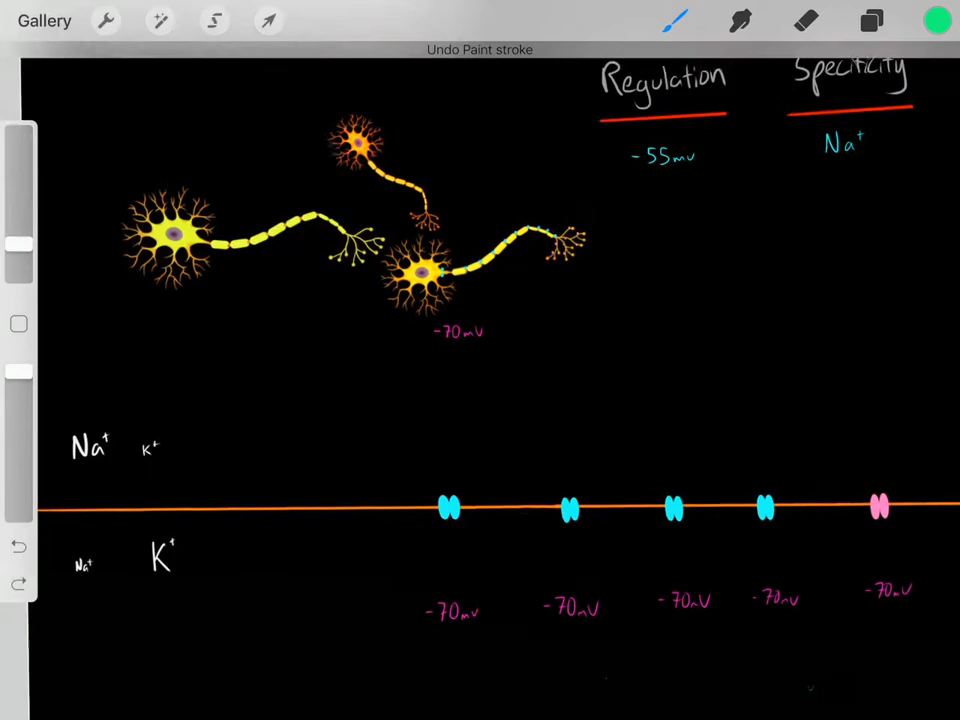 Gallery
Undo Paint stroke
Regulation Specificity
-55mv Na+
-70mV
Na+ K+
Na+ K+
-70mV -70mV -70mV -70mV -70mV